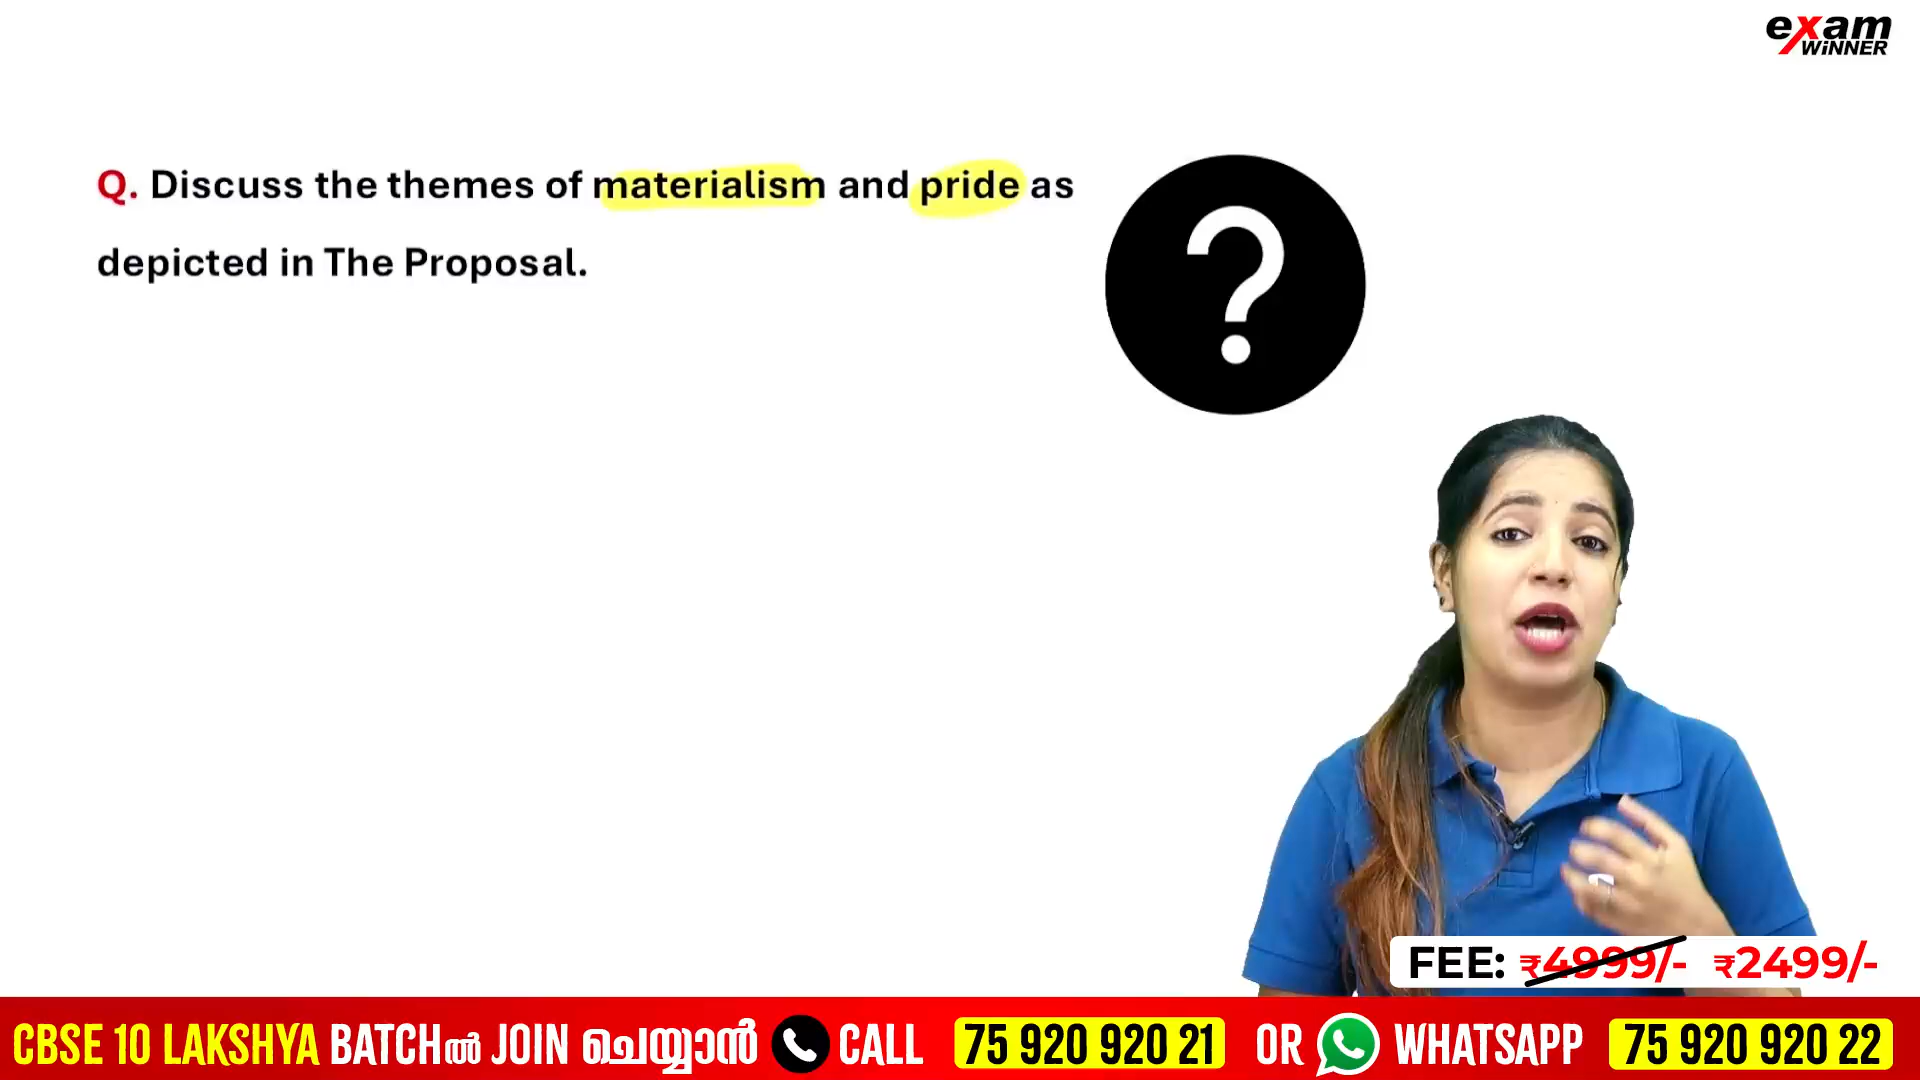 exam
WiNNER
Q. Discuss the themes of materialism and pride as
depicted in The Proposal.
?
FEE: ₹4999/- ₹2499/-
CBSE 10 LAKSHYA BATCHൽ JOIN ചെയ്യാൻ CALL 75 920 920 21 OR WHATSAPP 75 920 920 22